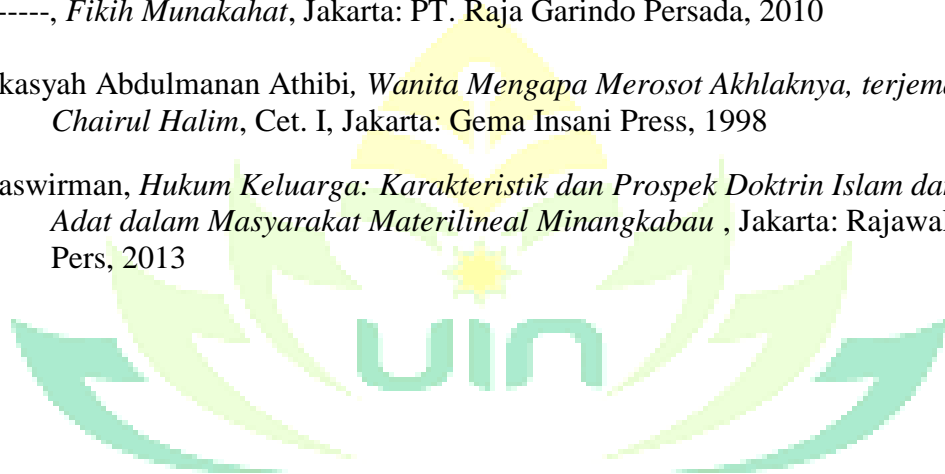 -----, Fikih Munakahat, Jakarta: PT. Raja Garindo Persada, 2010
kasyah Abdulmanan Athibi, Wanita Mengapa Merosot Akhlaknya, terjema
Chairul Halim, Cet. I, Jakarta: Gema Insani Press, 1998
aswirman, Hukum Keluarga: Karakteristik dan Prospek Doktrin Islam dan
Adat dalam Masyarakat Materilineal Minangkabau , Jakarta: Rajawal
Pers, 2013
uin